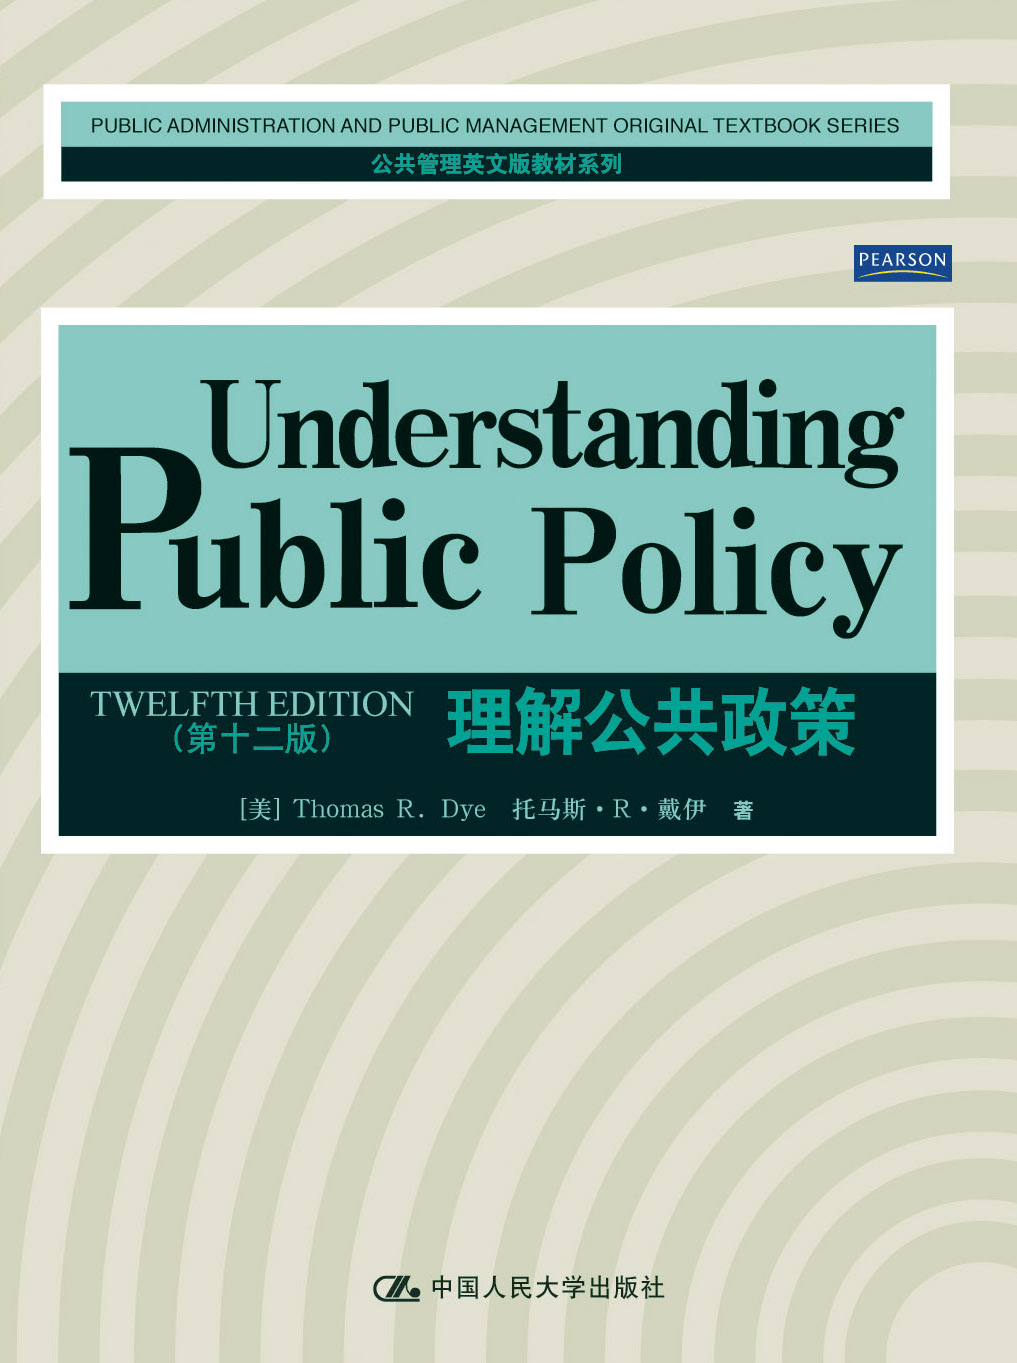 PUBLIC ADMINISTRATION AND PUBLIC MANAGEMENT ORIGINAL TEXTBOOK SERIES
公共管理英文版教材系列
PEARSON
Understanding
Public Policy
TWELFTH EDITION
（第十二版）
理解公共政策
[美] Thomas R. Dye 托马斯·R·戴伊 著
中国人民大学出版社